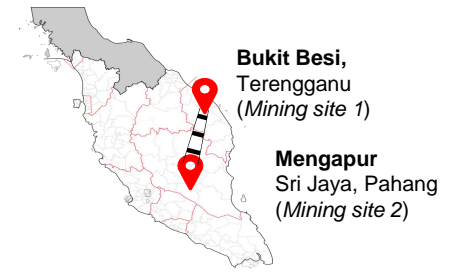 Bukit Besi,
Terengganu
(Mining site 1)
Mengapur
Sri Jaya, Pahang
(Mining site 2)